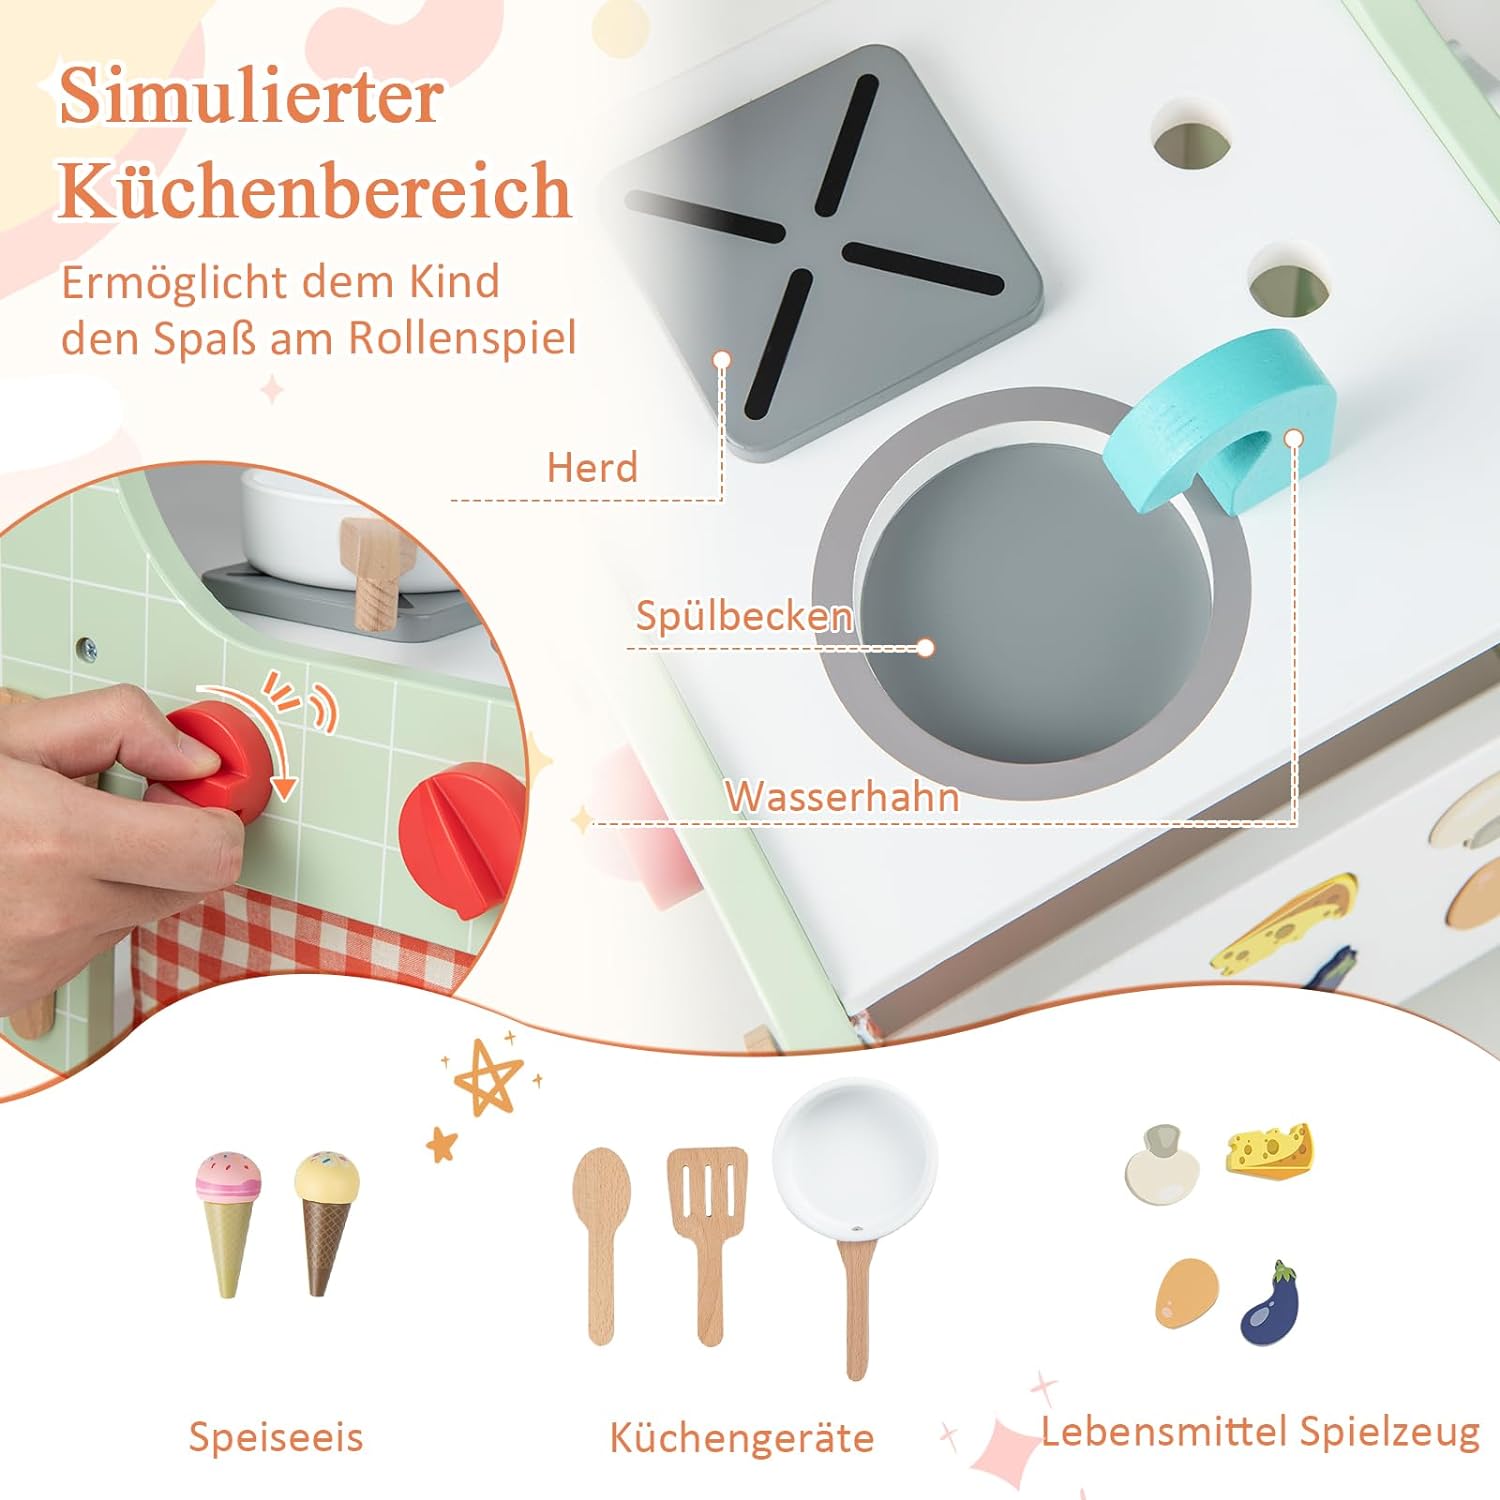 Simulierter
Küchenbereich
Ermöglicht dem Kind
den Spaß am Rollenspiel
Herd
Spülbecken
Wasserhahn
Speiseeis
Küchengeräte
Lebensmittel Spielzeug